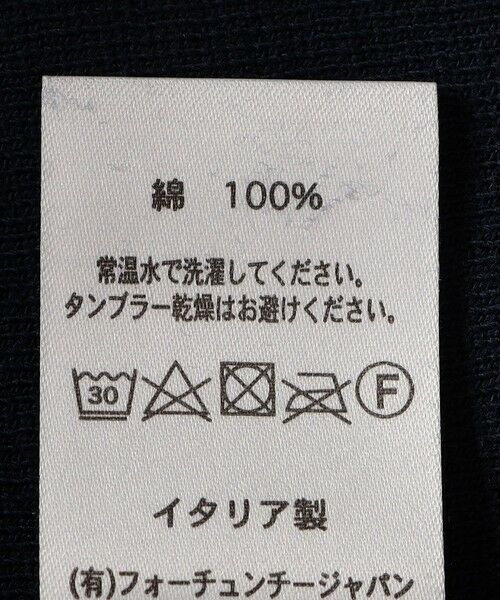 綿 100%
常温水で洗濯してください。
タンブラー乾燥はお避けください。
30 F
イタリア製
(有)フォーチュンチージャパン